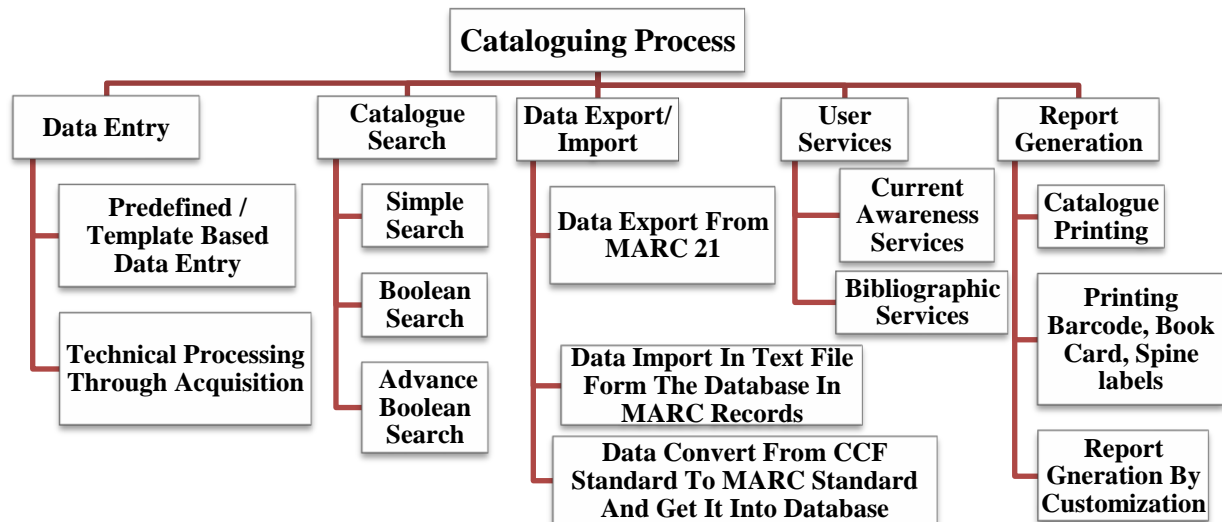 Cataloguing Process
Data Entry
Predefined /
Template Based
Data Entry
Technical Processing
Through Acquisition
Catalogue
Search
Simple
Search
Boolean
Search
Advance
Boolean
Search
Data Export/
Import
Data Export From
MARC 21
Data Import In Text File
Form The Database In
MARC Records
Data Convert From CCF
Standard To MARC Standard
And Get It Into Database
User
Services
Current
Awareness
Services
Bibliographic
Services
Report
Generation
Catalogue
Printing
Printing
Barcode, Book
Card, Spine
labels
Report
Gneration By
Customization